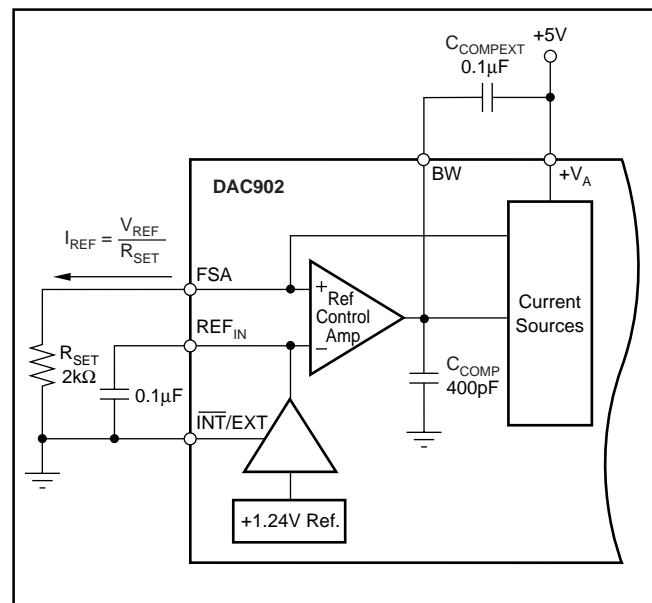 C_COMPEXT
0.1µF
+5V
DAC902
BW
+V_A
I_REF = V_REF / R_SET
FSA
REF_IN
R_SET
2kΩ
0.1µF
I̅N̅T̅/EXT
+
Ref
Control
Amp
–
C_COMP
400pF
Current
Sources
+1.24V Ref.